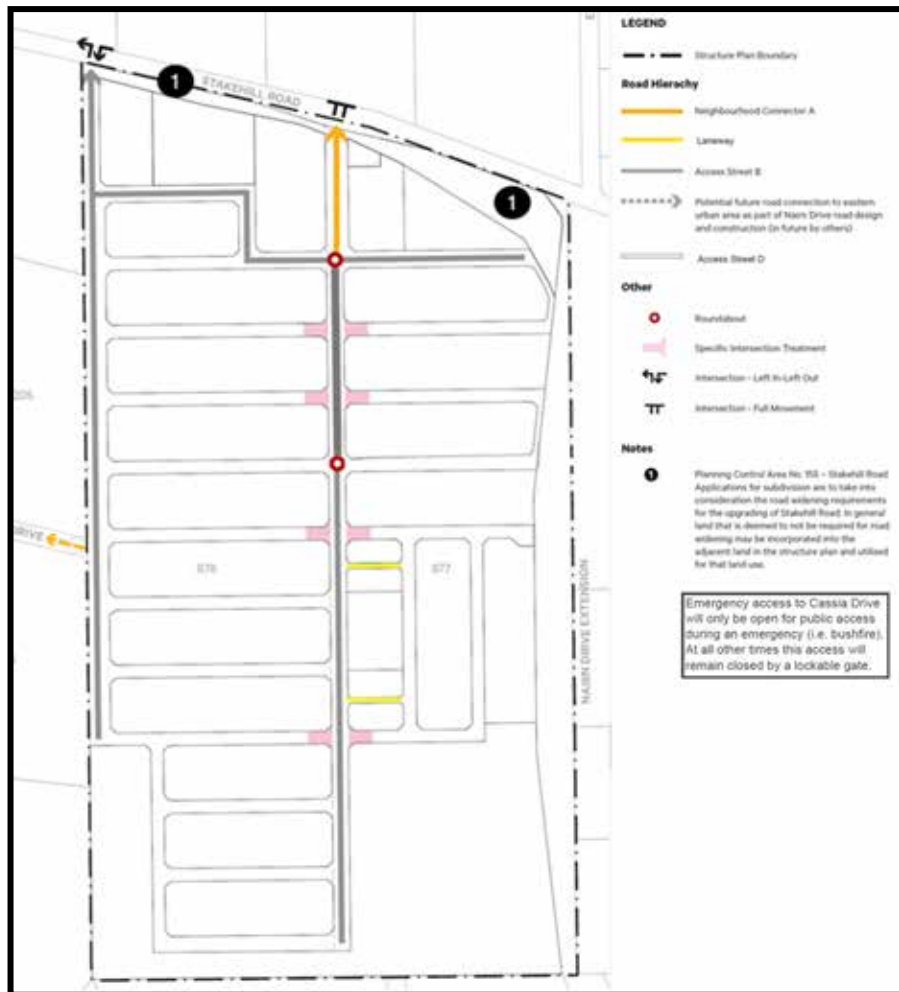 1
STAKEHILL ROAD
1
DRIVE
878
877
NAIRN DRIVE EXTENSION
LEGEND
Structure Plan Boundary
Road Hierachy
Neighbourhood Connector A
Laneway
Access Street B
Potential future road connection to eastern
urban area as part of Nairn Drive road design
and construction (in future by others)
Access Street D
Other
Roundabout
Specific Intersection Treatment
Intersection - Left In-Left Out
Intersection - Full Movement
Notes
1
Planning Control Area No. – Stakehill Road
Applications for subdivision are to take into
consideration the road widening requirements
for the upgrading of Stakehill Road. In general
land that is deemed to not be required for road
widening may be incorporated into the
adjacent land in the structure plan and utilised
for that land use.
Emergency access to Cassia Drive
will only be open for public access
during an emergency (i.e. bushfire).
At all other times this access will
remain closed by a lockable gate.